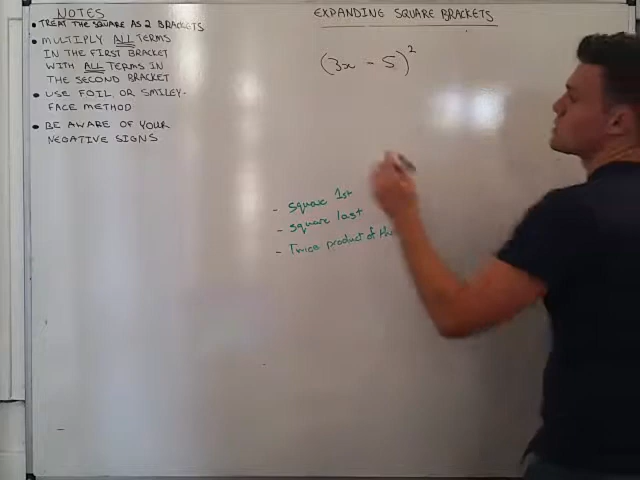 NOTES
• TREAT THE SQUARE AS 2 BRACKETS
• MULTIPLY ALL TERMS
IN THE FIRST BRACKET
WITH ALL TERMS IN
THE SECOND BRACKET
• USE FOIL OR SMILEY-
FACE METHOD
• BE AWARE OF YOUR
NEGATIVE SIGNS
EXPANDING SQUARE BRACKETS
(3x - 5)²
- square 1st
- square last
- Twice product of the